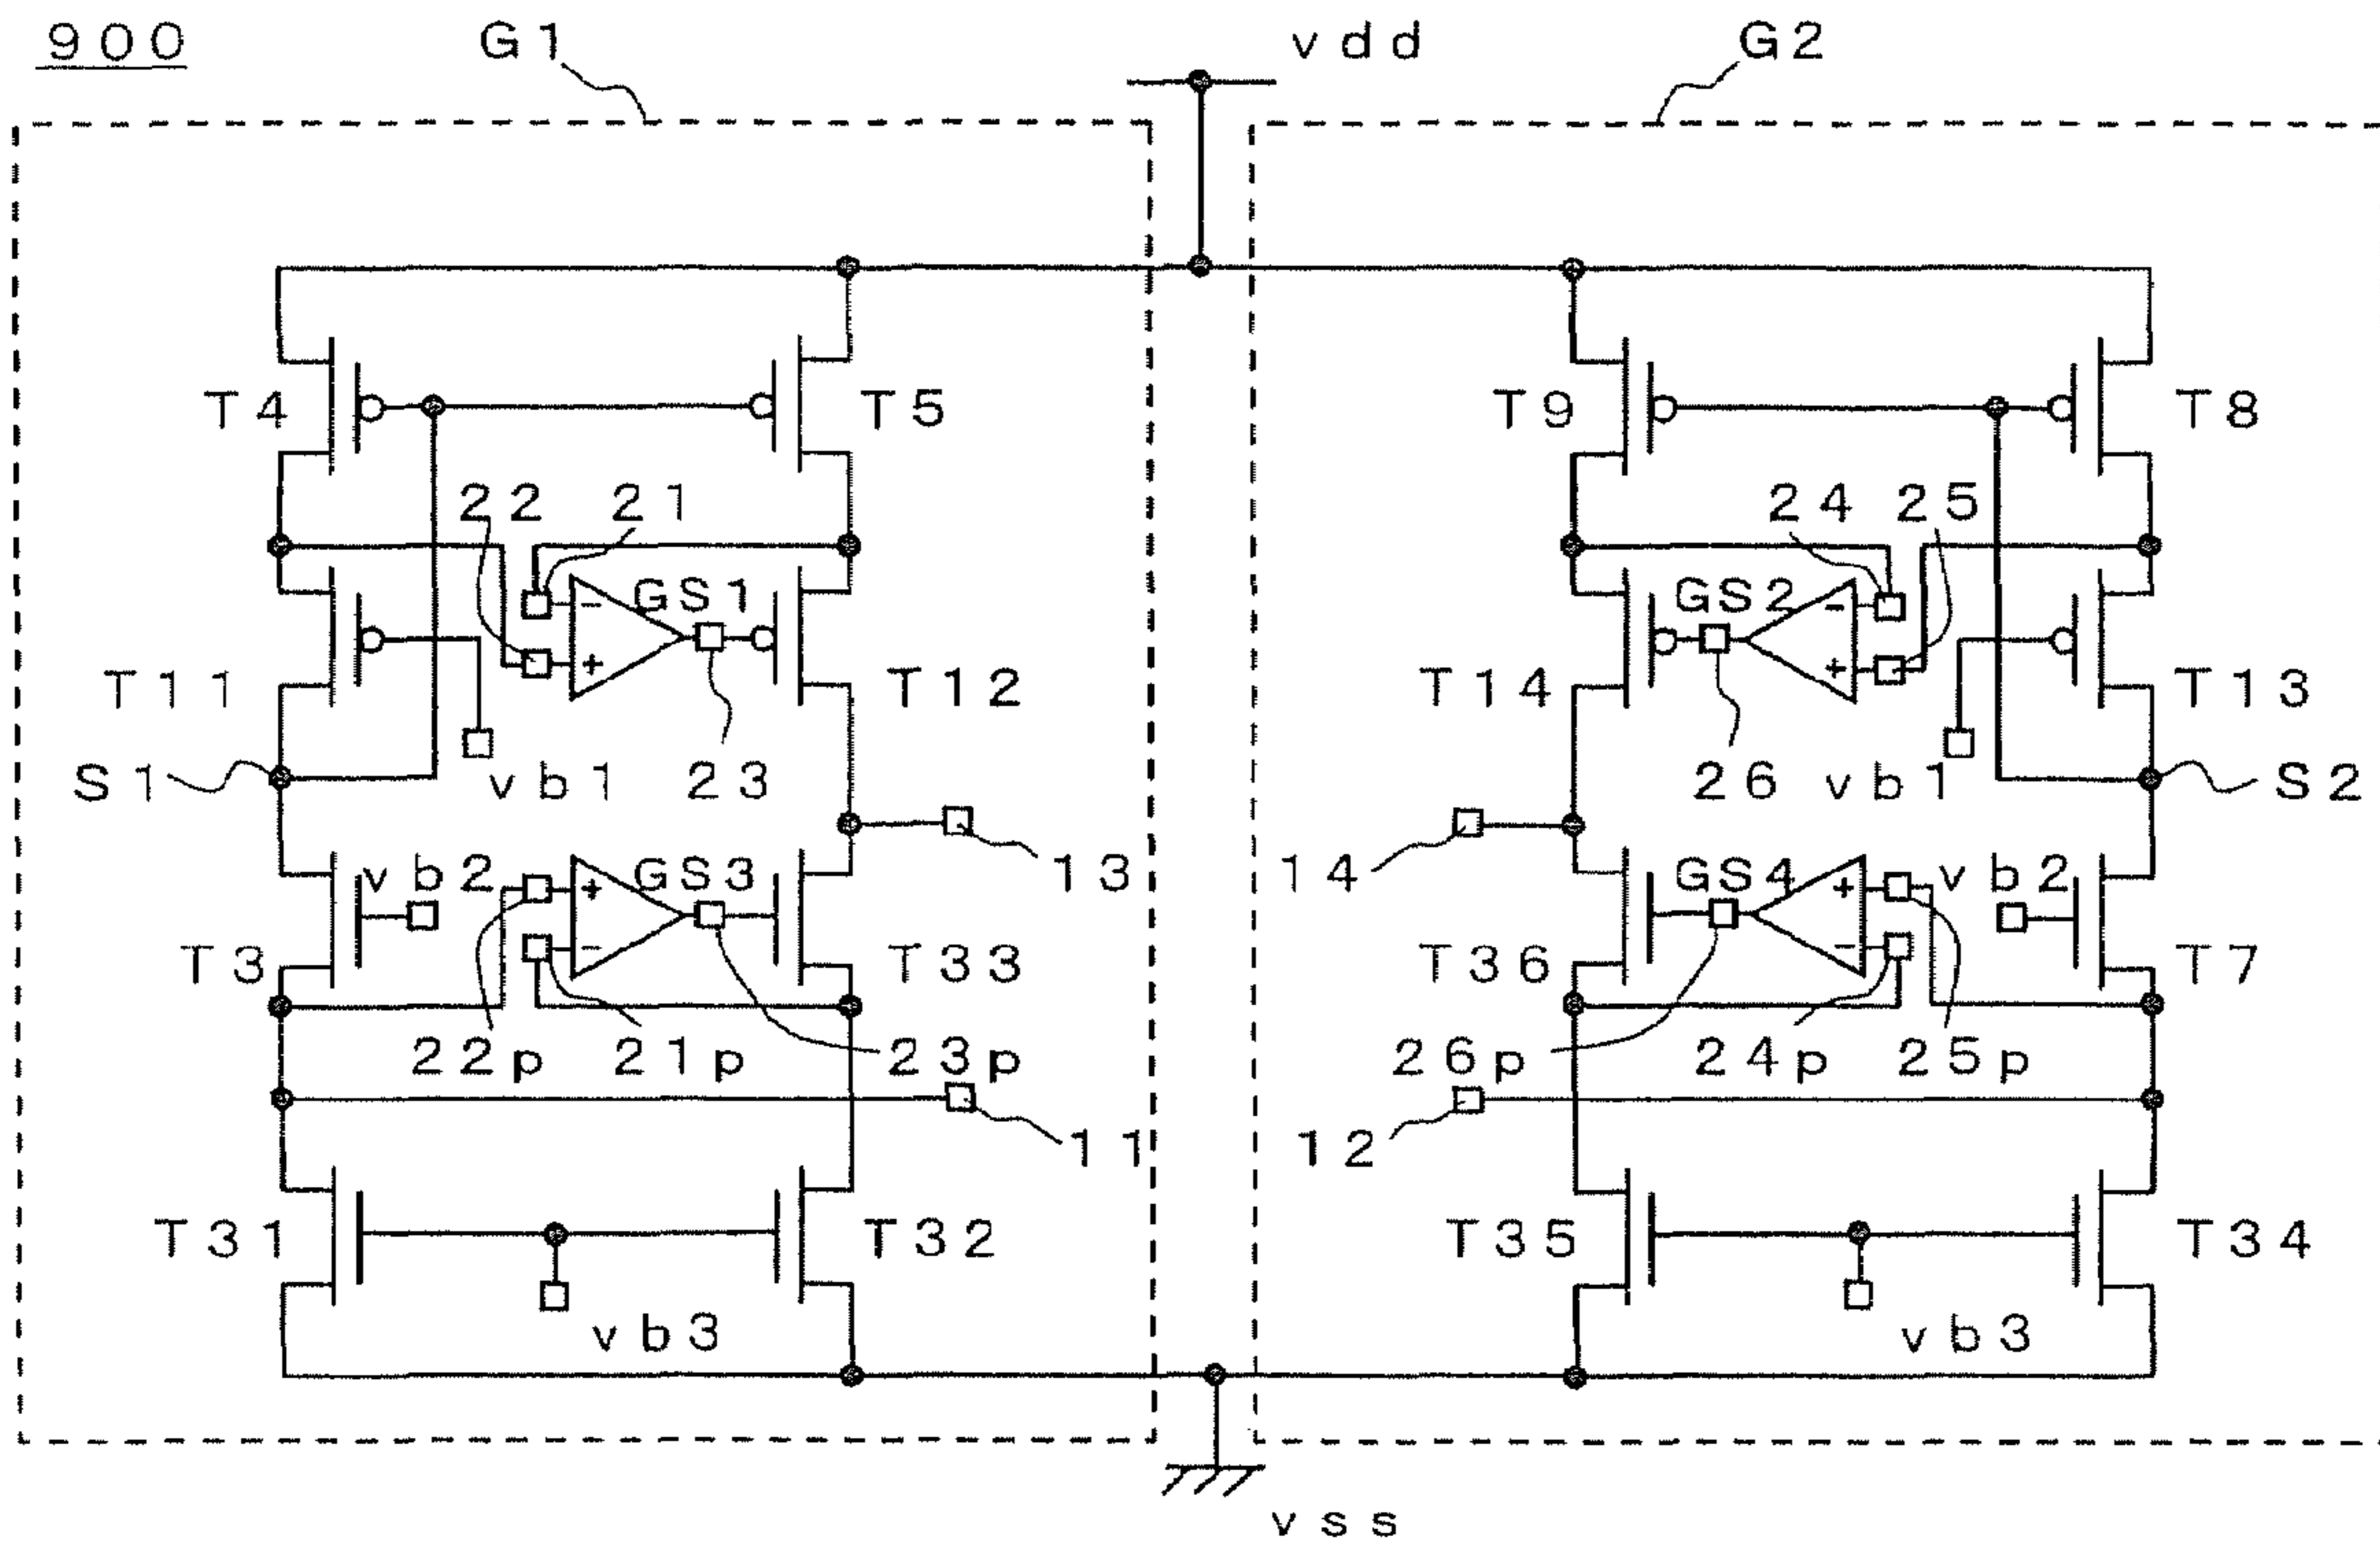 900
G1
vdd
G2
T4
T5
T9
T8
22
21
24
25
- GS1
GS2 -
+
+
T11
T12
T14
T13
S1
vb1
23
26
vb1
S2
13
14
vb2
+ GS3
GS4 +
vb2
-
-
T3
T33
T36
T7
22p
21p
23p
26p
24p
25p
11
12
T31
T32
T35
T34
vb3
vb3
vss